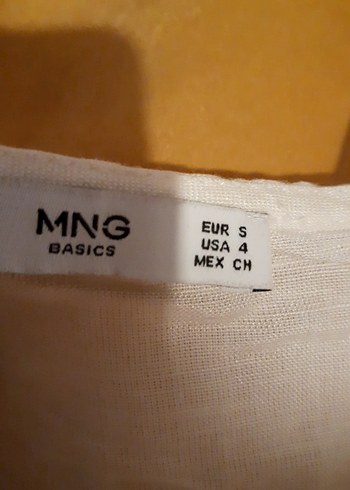 MNG
BASICS
EUR S
USA 4
MEX CH